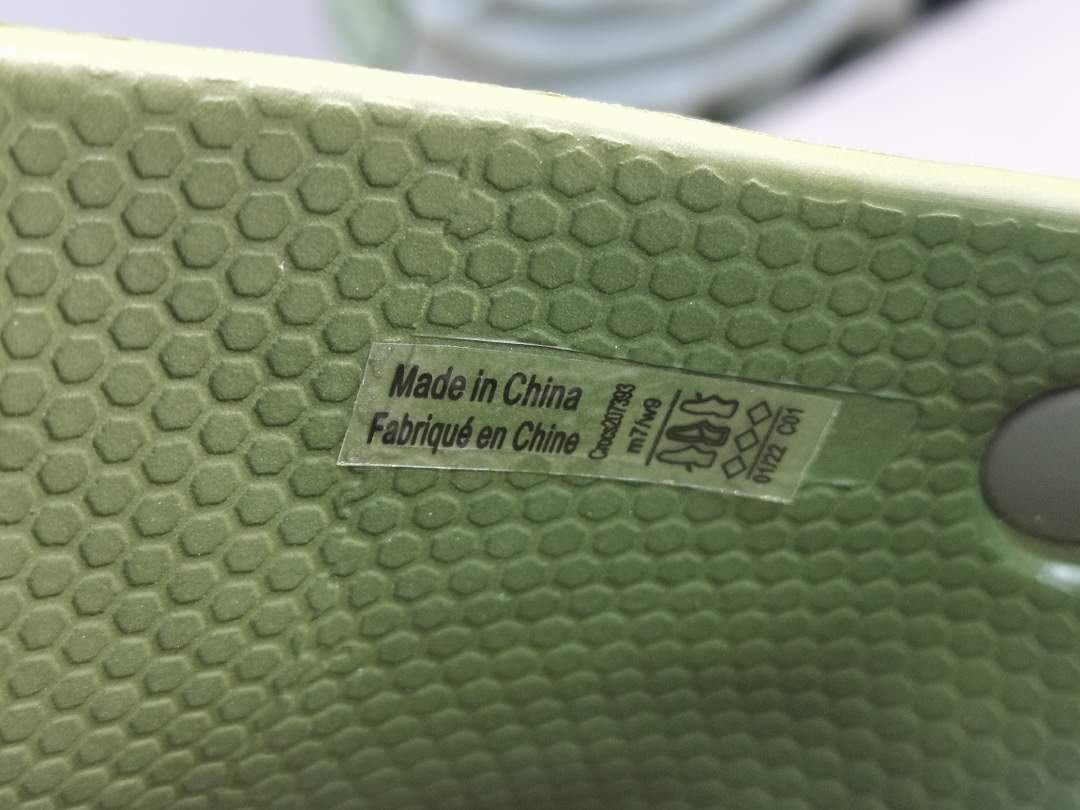 Made in China
Fabriqué en Chine
Crocs207393
m7/w9
01/22 C01